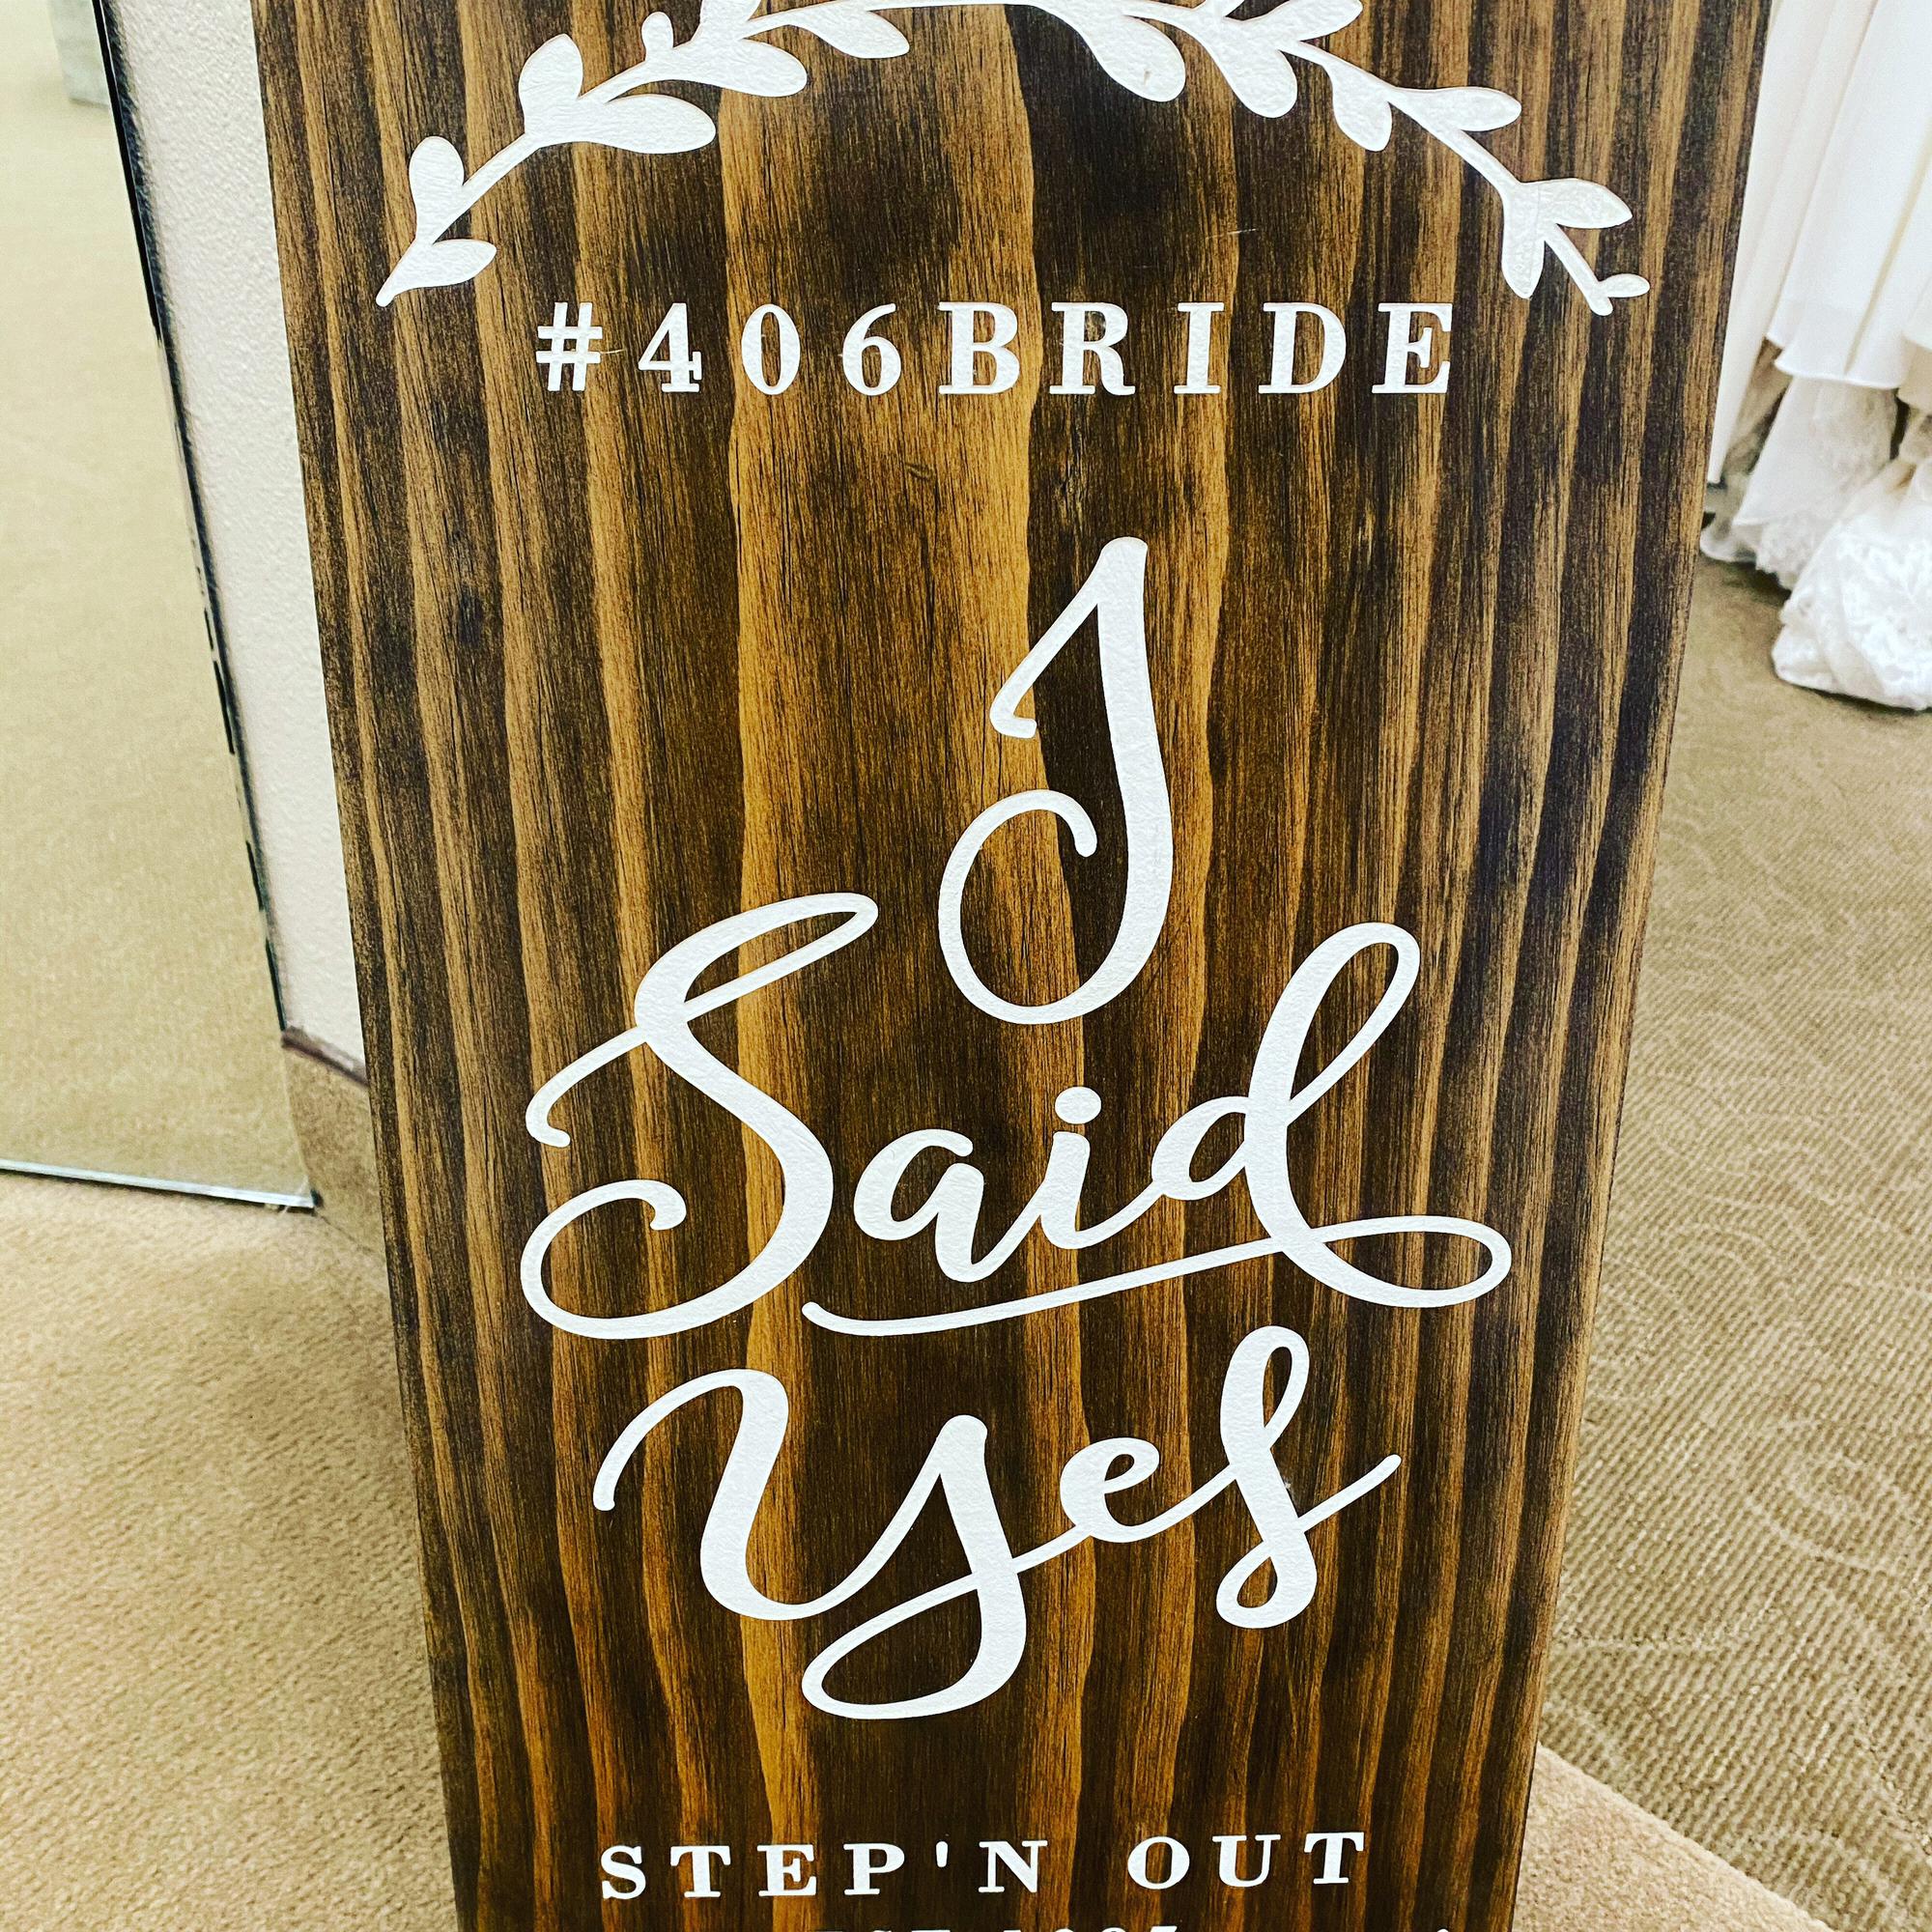 #406BRIDE
I
Said
Yes
STEP'N OUT